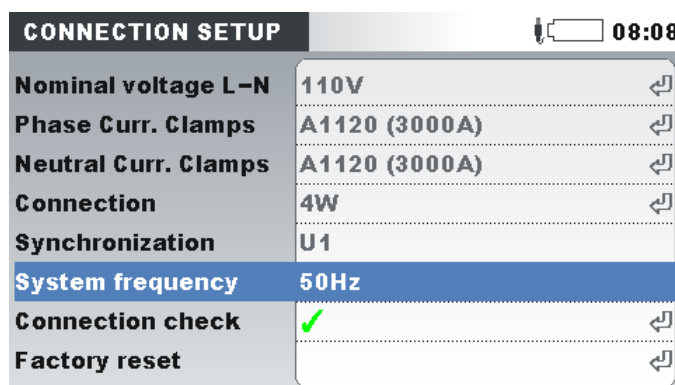 CONNECTION SETUP 08:08
Nominal voltage L-N 110V
Phase Curr. Clamps A1120 (3000A)
Neutral Curr. Clamps A1120 (3000A)
Connection 4W
Synchronization U1
System frequency 50Hz
Connection check ✓
Factory reset